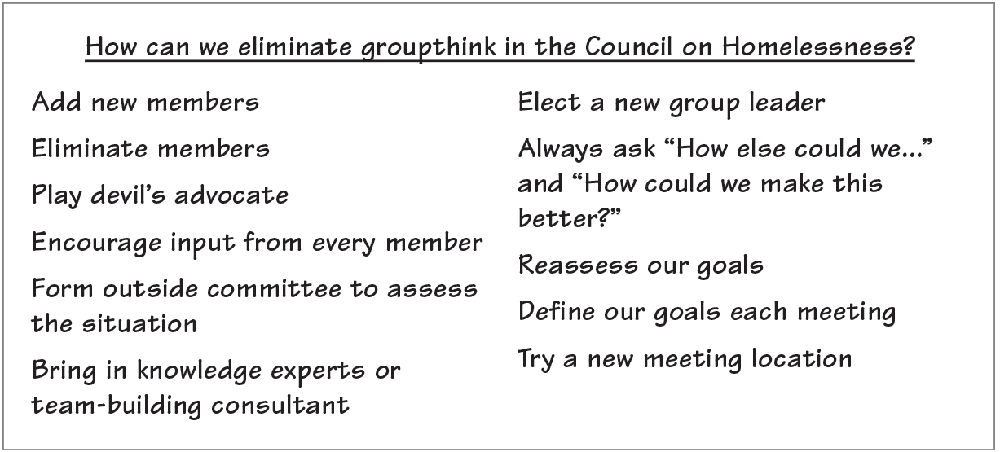 How can we eliminate groupthink in the Council on Homelessness?
Add new members
Eliminate members
Play devil’s advocate
Encourage input from every member
Form outside committee to assess
the situation
Bring in knowledge experts or
team-building consultant
Elect a new group leader
Always ask “How else could we...”
and “How could we make this
better?”
Reassess our goals
Define our goals each meeting
Try a new meeting location